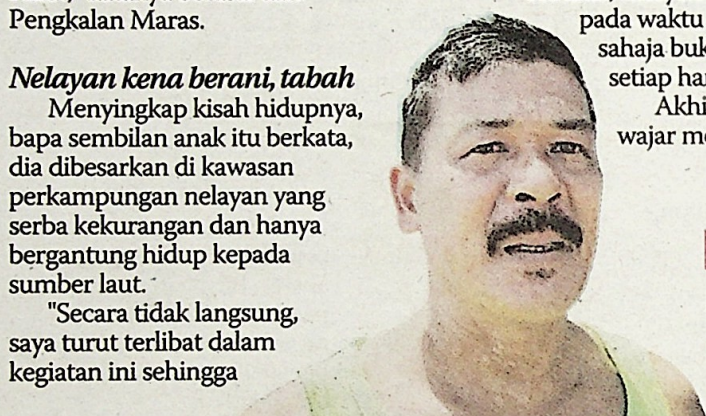 Pengkalan Maras.
Nelayan kena berani, tabah
Menyingkap kisah hidupnya,
bapa sembilan anak itu berkata,
dia dibesarkan di kawasan
perkampungan nelayan yang
serba kekurangan dan hanya
bergantung hidup kepada
sumber laut.
"Secara tidak langsung,
saya turut terlibat dalam
kegiatan ini sehingga
pada waktu
sahaja buk
setiap ha
Akhi
wajar m